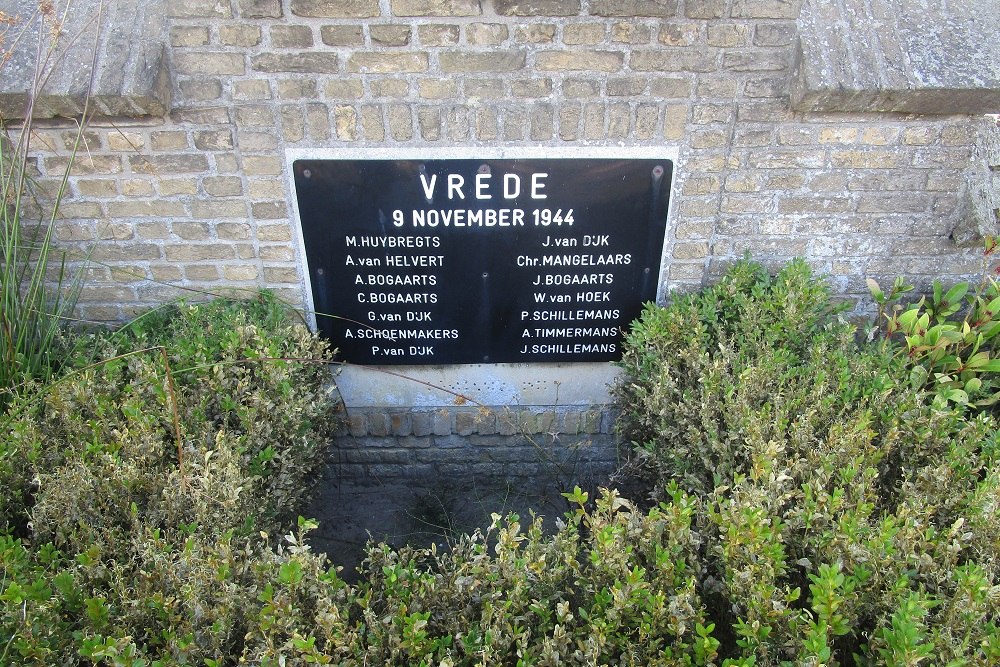 VREDE
9 NOVEMBER 1944
M.HUYBREGTS
A.van HELVERT
A.BOGAARTS
C.BOGAARTS
G.van DIJK
A.SCHOENMAKERS
P.van DIJK
J.van DIJK
Chr.MANGELAARS
J.BOGAARTS
W.van HOEK
P.SCHILLEMANS
A.TIMMERMANS
J.SCHILLEMANS